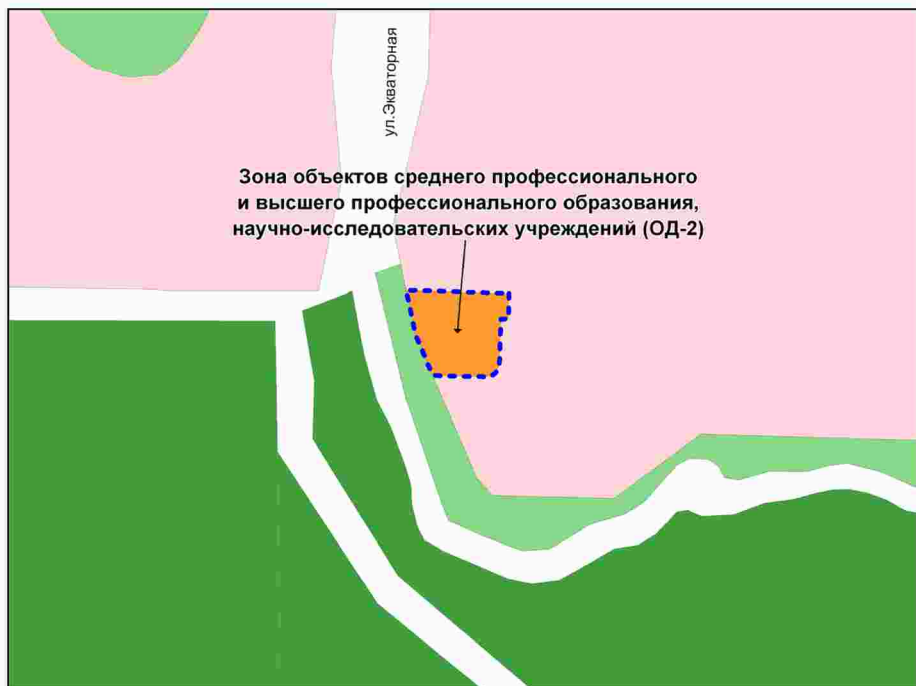 ул.Экваторная
Зона объектов среднего профессионального
и высшего профессионального образования,
научно-исследовательских учреждений (ОД-2)